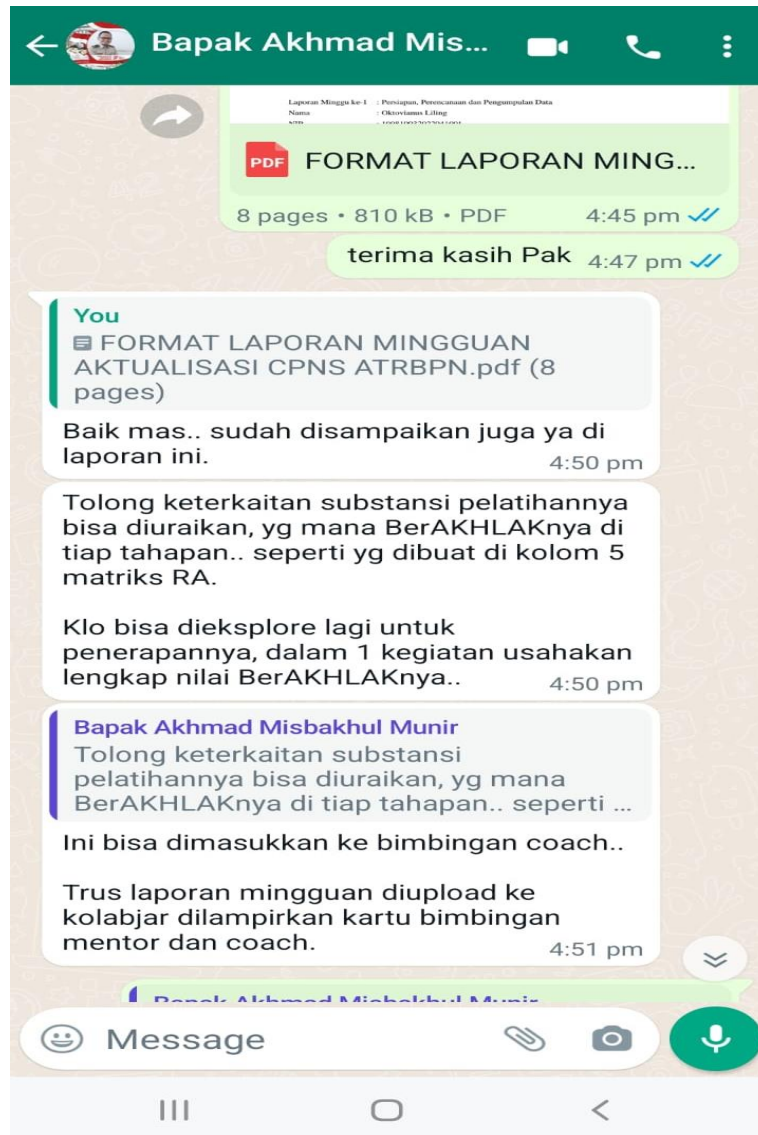 Bapak Akhmad Mis...
Laporan Minggu ke-1 : Persiapan, Perencanaan dan Pengumpulan Data
Nama : Oktovianus Liling
PDF FORMAT LAPORAN MING...
8 pages • 810 kB • PDF 4:45 pm
terima kasih Pak 4:47 pm
You
FORMAT LAPORAN MINGGUAN
AKTUALISASI CPNS ATRBPN.pdf (8
pages)
Baik mas.. sudah disampaikan juga ya di
laporan ini.
4:50 pm
Tolong keterkaitan substansi pelatihannya
bisa diuraikan, yg mana BerAKHLAKnya di
tiap tahapan.. seperti yg dibuat di kolom 5
matriks RA.
Klo bisa dieksplore lagi untuk
penerapannya, dalam 1 kegiatan usahakan
lengkap nilai BerAKHLAKnya..
4:50 pm
Bapak Akhmad Misbakhul Munir
Tolong keterkaitan substansi
pelatihannya bisa diuraikan, yg mana
BerAKHLAKnya di tiap tahapan.. seperti ...
Ini bisa dimasukkan ke bimbingan coach..
Trus laporan mingguan diupload ke
kolabjar dilampirkan kartu bimbingan
mentor dan coach.
4:51 pm
Bapak Akhmad Misbakhul Munir
Message